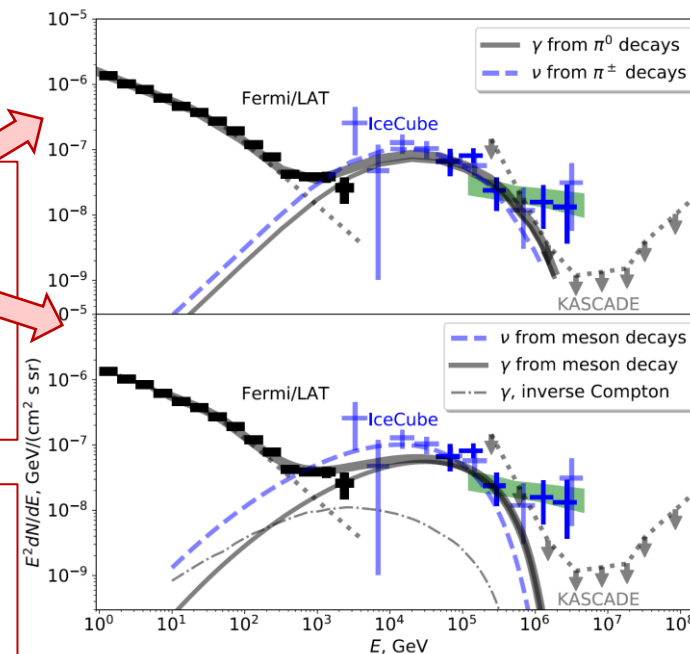 10⁻⁵
γ from π⁰ decays
ν from π± decays
10⁻⁶
Fermi/LAT
10⁻⁷
IceCube
10⁻⁸
10⁻⁹
KASCADE
0⁻⁵
ν from meson decays
γ from meson decay
γ, inverse Compton
10⁻⁶
Fermi/LAT
10⁻⁷
IceCube
10⁻⁸
10⁻⁹
KASCADE
E²dN/dE, GeV/(cm² s sr)
10⁰ 10¹ 10² 10³ 10⁴ 10⁵ 10⁶ 10⁷ 10⁸
E, GeV